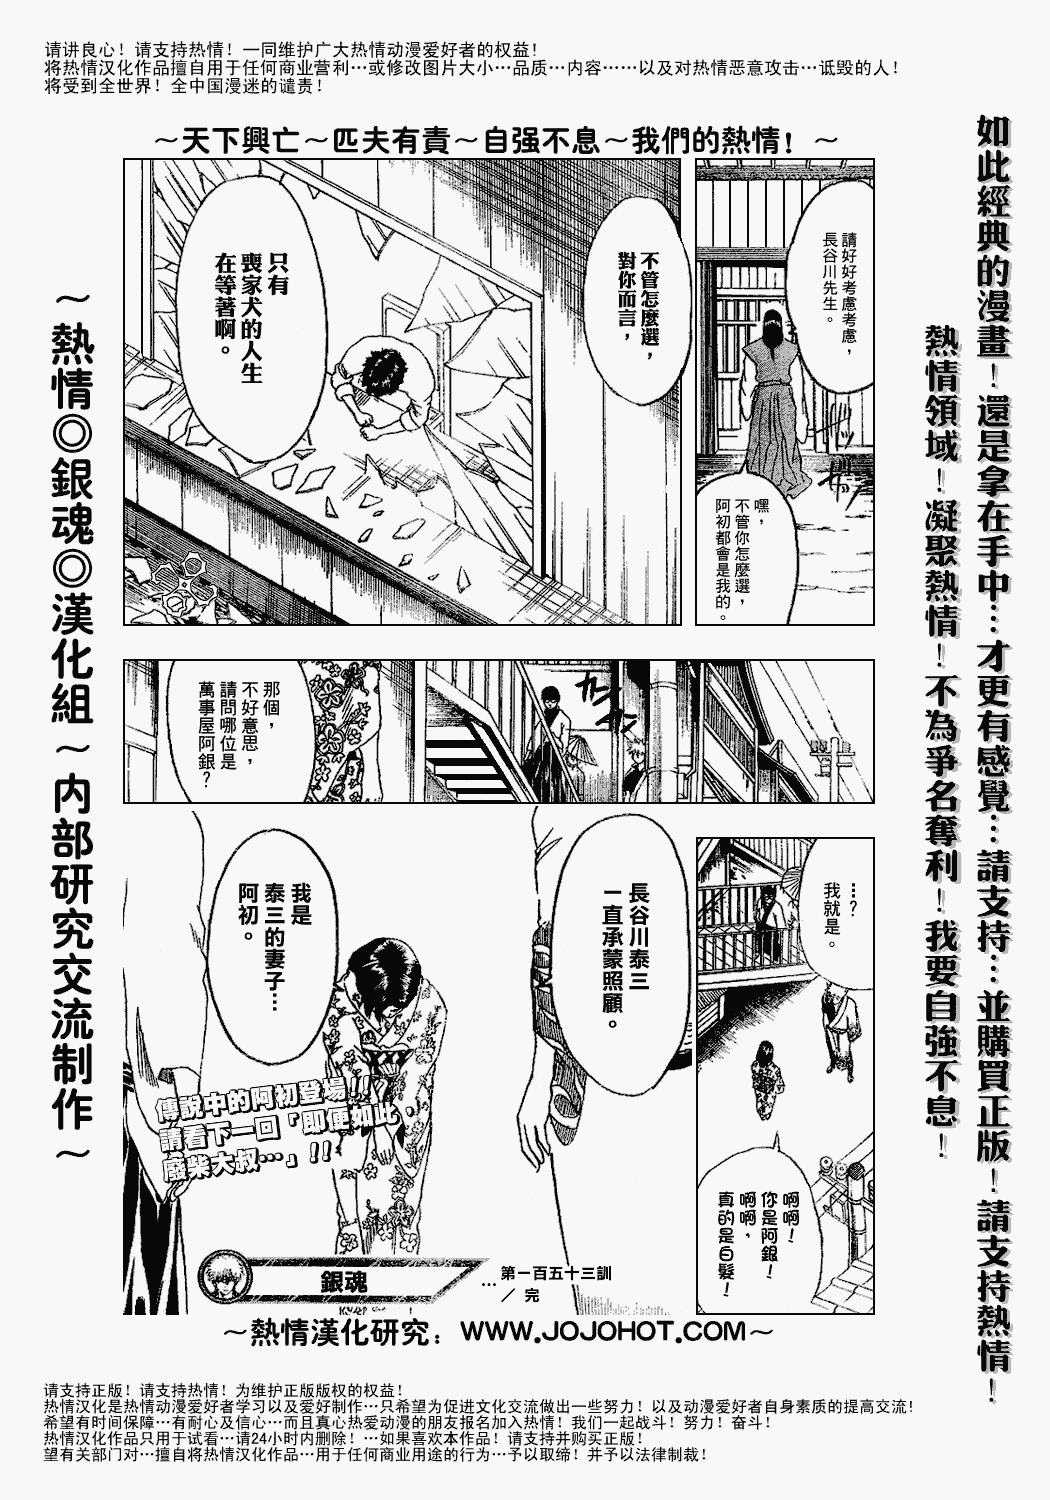 请讲良心！请支持热情！一同维护广大热情动漫爱好者的权益！
将热情汉化作品擅自用于任何商业营利…或修改图片大小…品质…内容……以及对热情恶意攻击…诋毁的人！
将受到全世界！全中国漫迷的谴责！
～天下興亡～匹夫有責～自强不息～我們的熱情！～
如此經典的漫畫！還是拿在手中…才更有感覺…請支持…並購買正版！請支持熱情！
熱情領域！凝聚熱情！不為爭名奪利！我要自強不息！
請好好考慮考慮，
長谷川先生。
嘿，
不管你怎麼選，
阿初都會是我的。
不管怎麼選，
對你而言，
只有
喪家犬的人生
在等著啊。
カン
カン
那個，
不好意思，
請問哪位是
萬事屋阿銀？
…？
我就是。
啊啊！
你是阿銀！
啊啊，
真的是白髮！
長谷川泰三
一直承蒙照顧。
我是
泰三的妻子…
阿初。
傳說中的阿初登場！！
請看下一回「即便如此，
廢柴大叔…」！！
銀魂
…
第一百五十三訓
／ 完
～熱情◎銀魂◎漢化組～内部研究交流制作～
～熱情漢化研究：WWW.JOJOHOT.COM～
请支持正版！请支持热情！为维护正版版权的权益！
热情汉化是热情动漫爱好者学习以及爱好制作…只希望为促进文化交流做出一些努力！以及动漫爱好者自身素质的提高交流！
希望有时间保障…有耐心及信心…而且真心热爱动漫的朋友报名加入热情！我们一起战斗！努力！奋斗！
热情汉化作品只用于试看…请24小时内删除！…如果喜欢本作品！请支持并购买正版！
望有关部门对…擅自将热情汉化作品…用于任何商业用途的行为…予以取缔！并予以法律制裁！